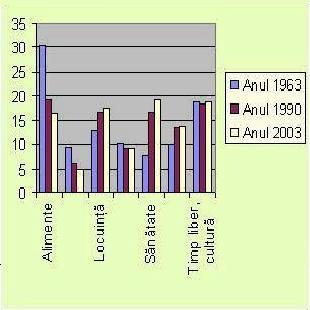 35
30
25
20
15
10
5
0
Alimente
Locuință
Sănătate
Timp liber,
cultură
Anul 1963
Anul 1990
Anul 2003